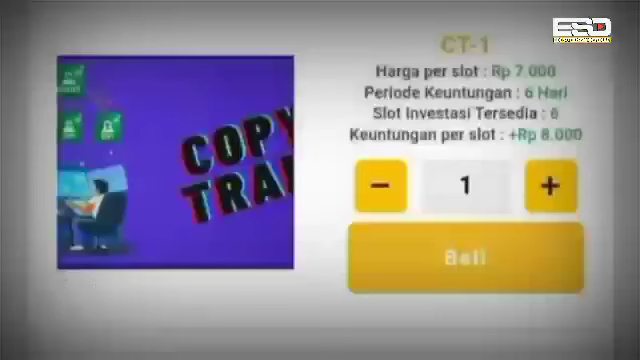 ESD
CT-1
Harga per slot : Rp 7.000
Periode Keuntungan : 6 Hari
Slot Investasi Tersedia : 6
Keuntungan per slot : +Rp 8.000
COPY
TRA
− 1 +
Beli